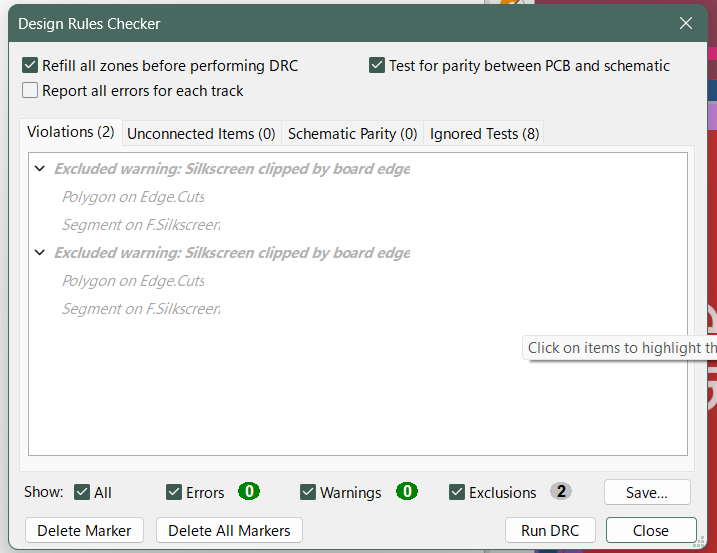 Design Rules Checker
Refill all zones before performing DRC
Test for parity between PCB and schematic
Report all errors for each track
Violations (2)
Unconnected Items (0)
Schematic Parity (0)
Ignored Tests (8)
Excluded warning: Silkscreen clipped by board edge
Polygon on Edge.Cuts
Segment on F.Silkscreen
Excluded warning: Silkscreen clipped by board edge
Polygon on Edge.Cuts
Segment on F.Silkscreen
Click on items to highlight th
Show: All Errors 0 Warnings 0 Exclusions 2 Save...
Delete Marker Delete All Markers Run DRC Close